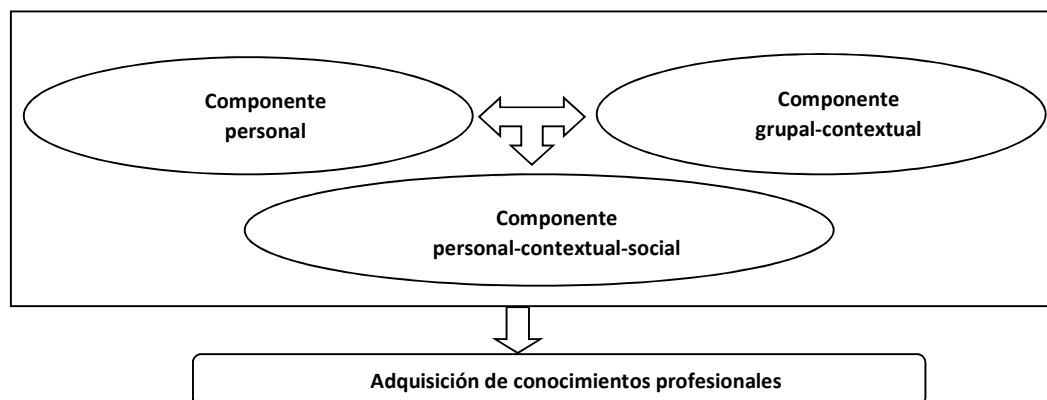 Componente
personal
Componente
grupal-contextual
Componente
personal-contextual-social
Adquisición de conocimientos profesionales